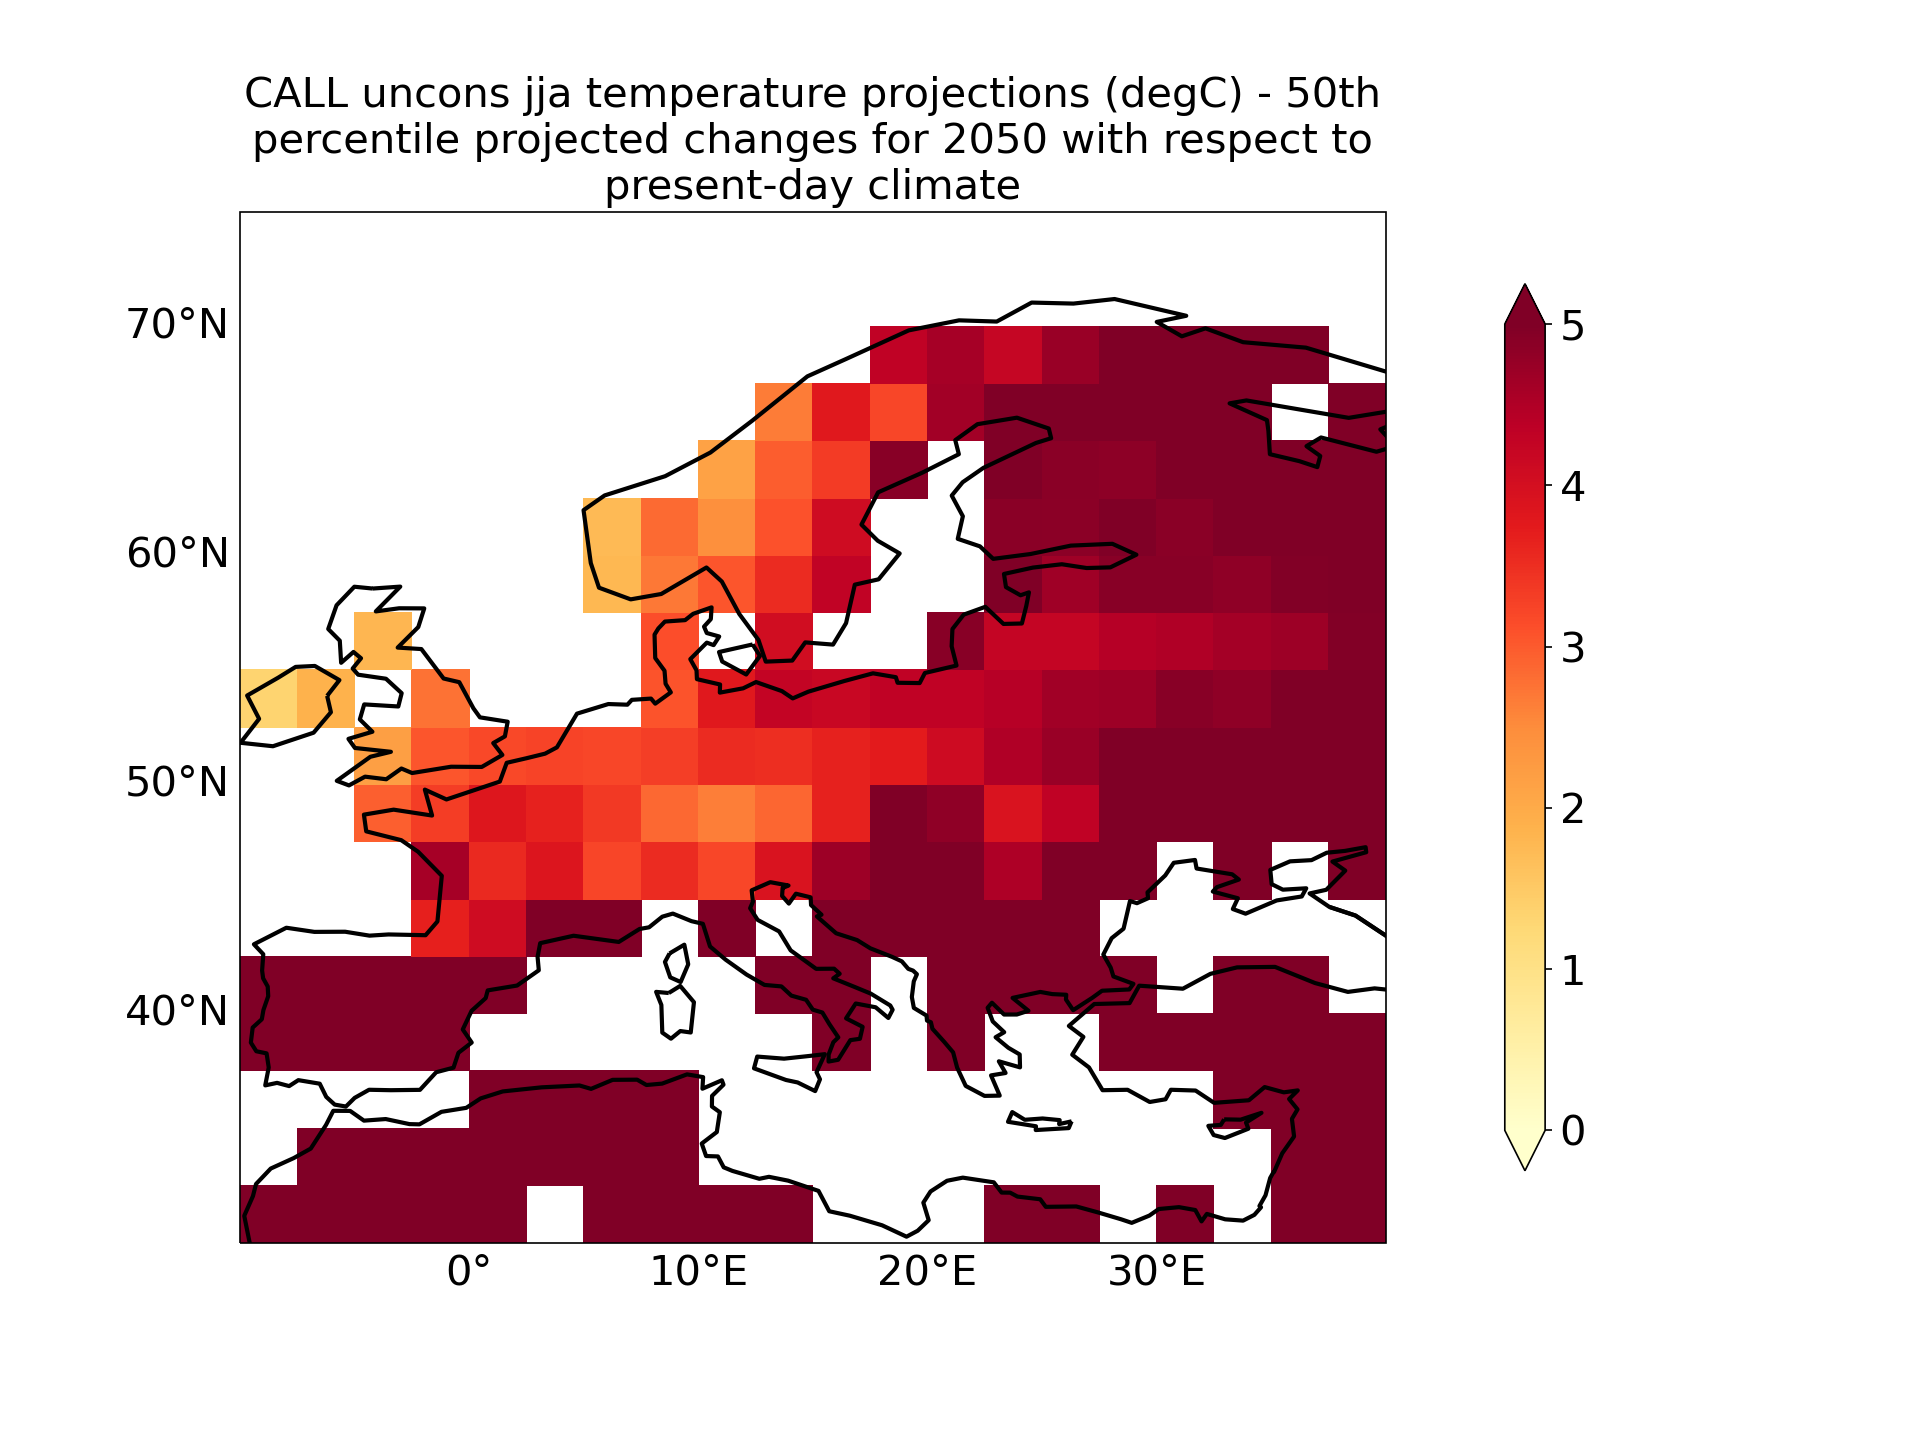 CALL uncons jja temperature projections (degC) - 50th
percentile projected changes for 2050 with respect to
present-day climate
70°N
60°N
50°N
40°N
0°
10°E
20°E
30°E
5
4
3
2
1
0